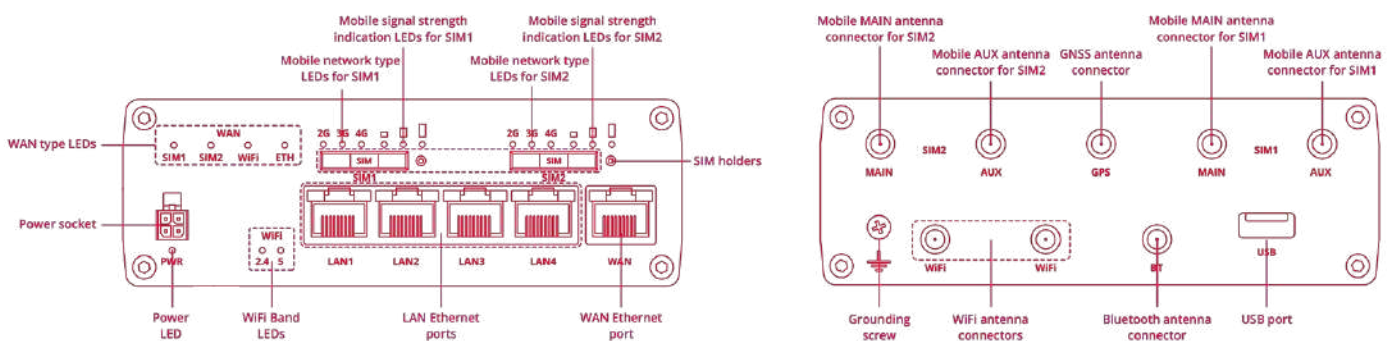 Mobile signal strength
indication LEDs for SIM1
Mobile signal strength
indication LEDs for SIM2
Mobile network type
LEDs for SIM1
Mobile network type
LEDs for SIM2
WAN type LEDs
WAN
SIM1 SIM2 WiFi ETH
2G 3G 4G
SIM
SIM1
2G 3G 4G
SIM
SIM2
SIM holders
Power socket
PWR
WiFi
2.4 5
LAN1 LAN2 LAN3 LAN4 WAN
Power
LED
WiFi Band
LEDs
LAN Ethernet
ports
WAN Ethernet
port
Mobile MAIN antenna
connector for SIM2
Mobile MAIN antenna
connector for SIM1
Mobile AUX antenna
connector for SIM2
GNSS antenna
connector
Mobile AUX antenna
connector for SIM1
SIM2 SIM1
MAIN AUX GPS MAIN AUX
WiFi WiFi BT USB
Grounding
screw
WiFi antenna
connectors
Bluetooth antenna
connector
USB port